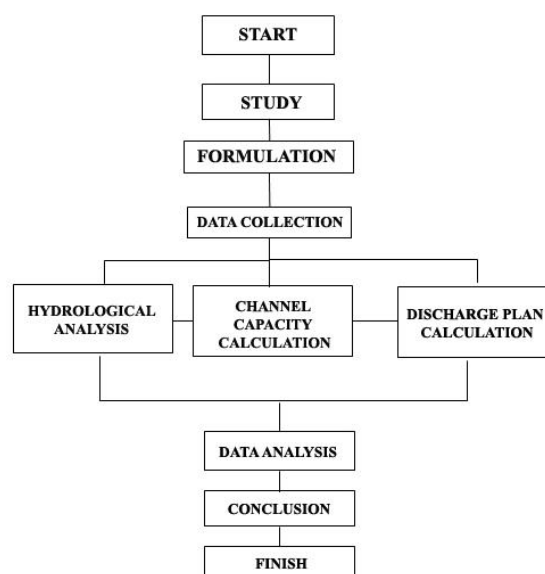 START
STUDY
FORMULATION
DATA COLLECTION
HYDROLOGICAL
ANALYSIS
CHANNEL
CAPACITY
CALCULATION
DISCHARGE PLAN
CALCULATION
DATA ANALYSIS
CONCLUSION
FINISH